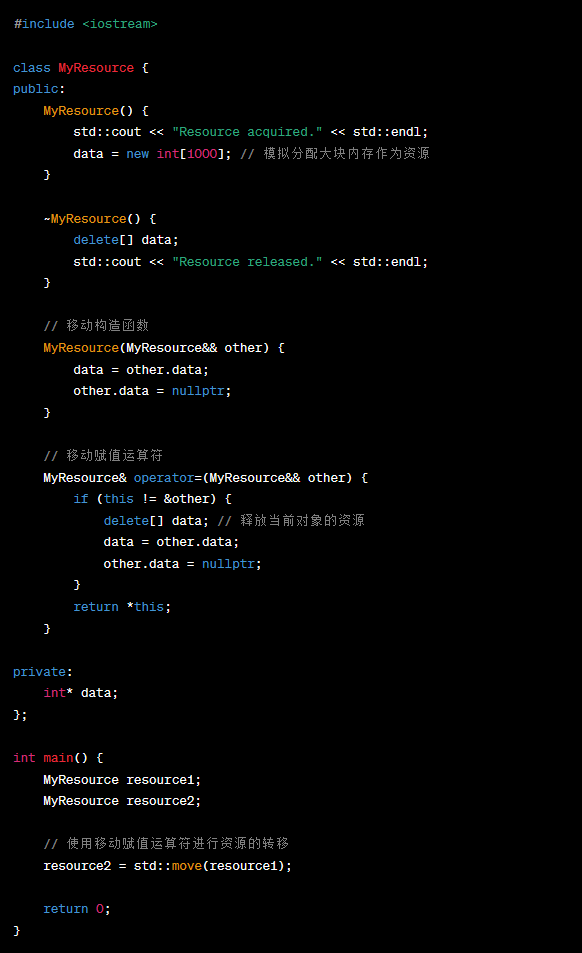 #include <iostream>

class MyResource {
public:
    MyResource() {
        std::cout << "Resource acquired." << std::endl;
        data = new int[1000]; // 模拟分配大块内存作为资源
    }

    ~MyResource() {
        delete[] data;
        std::cout << "Resource released." << std::endl;
    }

    // 移动构造函数
    MyResource(MyResource&& other) {
        data = other.data;
        other.data = nullptr;
    }

    // 移动赋值运算符
    MyResource& operator=(MyResource&& other) {
        if (this != &other) {
            delete[] data; // 释放当前对象的资源
            data = other.data;
            other.data = nullptr;
        }
        return *this;
    }

private:
    int* data;
};

int main() {
    MyResource resource1;
    MyResource resource2;

    // 使用移动赋值运算符进行资源的转移
    resource2 = std::move(resource1);

    return 0;
}